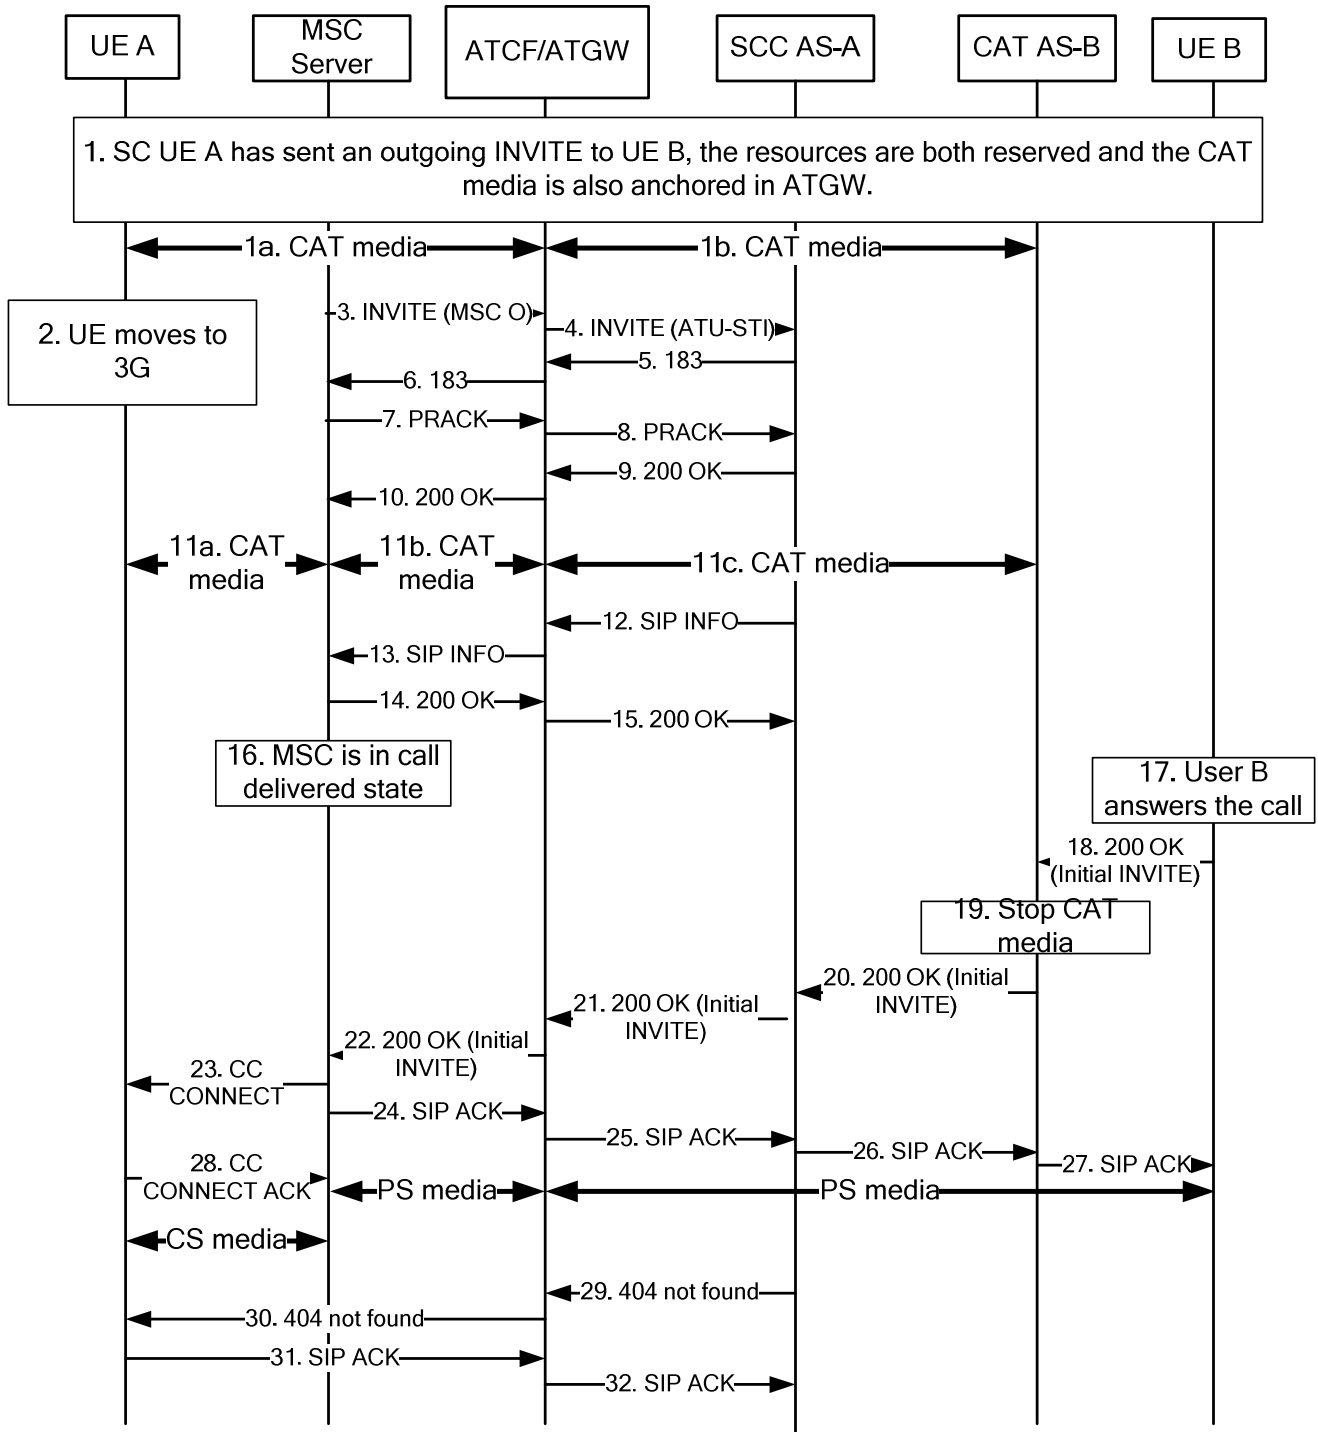 UE A
MSC
Server
ATCF/ATGW
SCC AS-A
CAT AS-B
UE B
1. SC UE A has sent an outgoing INVITE to UE B, the resources are both reserved and the CAT
media is also anchored in ATGW.
1a. CAT media
1b. CAT media
2. UE moves to
3G
3. INVITE (MSC O)
4. INVITE (ATU-STI)
5. 183
6. 183
7. PRACK
8. PRACK
9. 200 OK
10. 200 OK
11a. CAT
media
11b. CAT
media
11c. CAT media
12. SIP INFO
13. SIP INFO
14. 200 OK
15. 200 OK
16. MSC is in call
delivered state
17. User B
answers the call
18. 200 OK
(Initial INVITE)
19. Stop CAT
media
20. 200 OK (Initial
INVITE)
21. 200 OK (Initial
INVITE)
22. 200 OK (Initial
INVITE)
23. CC
CONNECT
24. SIP ACK
25. SIP ACK
26. SIP ACK
27. SIP ACK
28. CC
CONNECT ACK
PS media
PS media
CS media
29. 404 not found
30. 404 not found
31. SIP ACK
32. SIP ACK